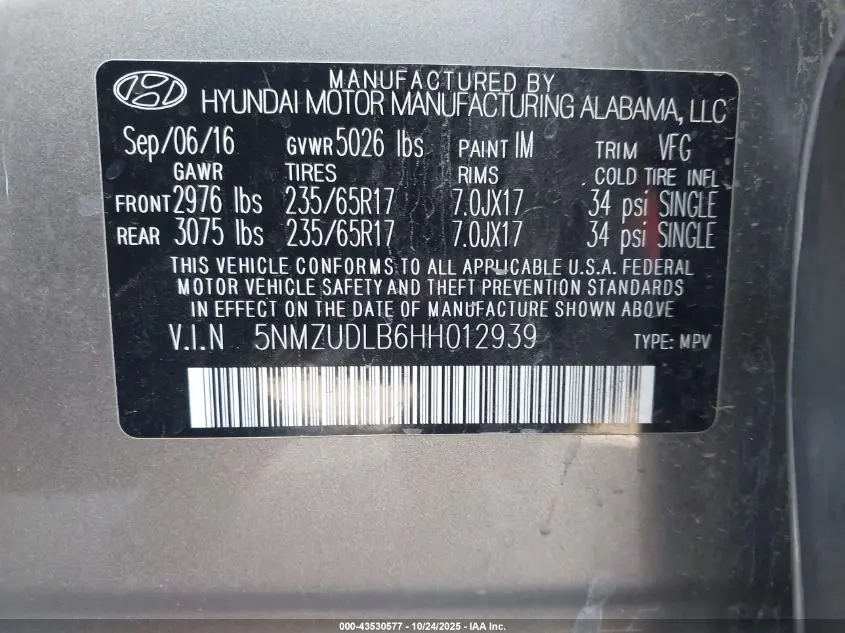 MANUFACTURED BY
HYUNDAI MOTOR MANUFACTURING ALABAMA, LLC
Sep/06/16 GVWR 5026 lbs PAINT IM TRIM VFG
GAWR TIRES RIMS COLD TIRE INFL
FRONT 2976 lbs 235/65R17 7.0JX17 34 psi SINGLE
REAR 3075 lbs 235/65R17 7.0JX17 34 psi SINGLE
THIS VEHICLE CONFORMS TO ALL APPLICABLE U.S.A. FEDERAL
MOTOR VEHICLE SAFETY AND THEFT PREVENTION STANDARDS
IN EFFECT ON THE DATE OF MANUFACTURE SHOWN ABOVE
V.I.N 5NMZUDLB6HH012939 TYPE: MPV
000-43530577 - 10/24/2025 - IAA Inc.